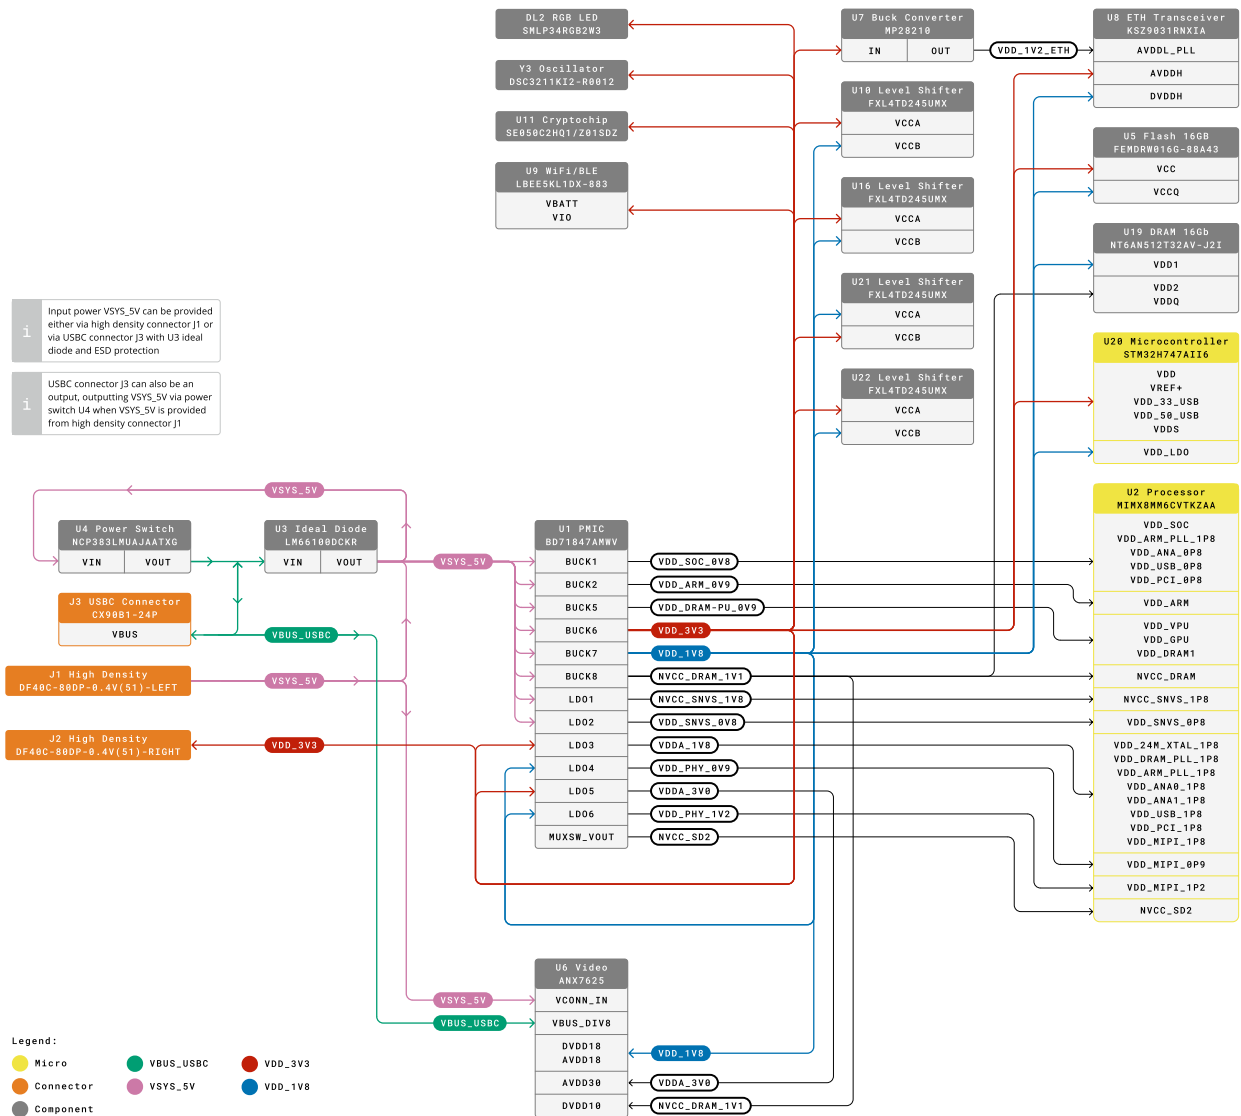 DL2 RGB LED
SMLP34RGB2W3
Y3 Oscillator
DSC3211KI2-R0012
U11 Cryptochip
SE050C2HQ1/Z01SDZ
U9 WiFi/BLE
LBEE5KL1DX-883
VBATT
VIO
U7 Buck Converter
MP28210
IN
OUT
VDD_1V2_ETH
U10 Level Shifter
FXL4TD245UMX
VCCA
VCCB
U16 Level Shifter
FXL4TD245UMX
VCCA
VCCB
U21 Level Shifter
FXL4TD245UMX
VCCA
VCCB
U22 Level Shifter
FXL4TD245UMX
VCCA
VCCB
U8 ETH Transceiver
KSZ9031RNXIA
AVDDL_PLL
AVDDH
DVDDH
U5 Flash 16GB
FEMDRW016G-88A43
VCC
VCCQ
U19 DRAM 16Gb
NT6AN512T32AV-J2I
VDD1
VDD2
VDDQ
U20 Microcontroller
STM32H747AII6
VDD
VREF+
VDD_33_USB
VDD_50_USB
VDDS
VDD_LDO
U2 Processor
MIMX8MM6CVTKZAA
VDD_SOC
VDD_ARM_PLL_1P8
VDD_ANA_0P8
VDD_USB_0P8
VDD_PCI_0P8
VDD_ARM
VDD_VPU
VDD_GPU
VDD_DRAM1
NVCC_DRAM
NVCC_SNVS_1P8
VDD_SNVS_0P8
VDD_24M_XTAL_1P8
VDD_DRAM_PLL_1P8
VDD_ARM_PLL_1P8
VDD_ANA0_1P8
VDD_ANA1_1P8
VDD_USB_1P8
VDD_PCI_1P8
VDD_MIPI_1P8
VDD_MIPI_0P9
VDD_MIPI_1P2
NVCC_SD2
i
Input power VSYS_5V can be provided
either via high density connector J1 or
via USBC connector J3 with U3 ideal
diode and ESD protection
i
USBC connector J3 can also be an
output, outputting VSYS_5V via power
switch U4 when VSYS_5V is provided
from high density connector J1
VSYS_5V
U4 Power Switch
NCP383LMUAJAATXG
VIN
VOUT
U3 Ideal Diode
LM66100DCKR
VIN
VOUT
VSYS_5V
J3 USBC Connector
CX90B1-24P
VBUS
VBUS_USBC
J1 High Density
DF40C-80DP-0.4V(51)-LEFT
VSYS_5V
J2 High Density
DF40C-80DP-0.4V(51)-RIGHT
VDD_3V3
U1 PMIC
BD71847AMWV
BUCK1
VDD_SOC_0V8
BUCK2
VDD_ARM_0V9
BUCK5
VDD_DRAM-PU_0V9
BUCK6
VDD_3V3
BUCK7
VDD_1V8
BUCK8
NVCC_DRAM_1V1
LDO1
NVCC_SNVS_1V8
LDO2
VDD_SNVS_0V8
LDO3
VDDA_1V8
LDO4
VDD_PHY_0V9
LDO5
VDDA_3V0
LDO6
VDD_PHY_1V2
MUXSW_VOUT
NVCC_SD2
U6 Video
ANX7625
VSYS_5V
VCONN_IN
VBUS_USBC
VBUS_DIV8
DVDD18
AVDD18
VDD_1V8
AVDD30
VDDA_3V0
DVDD10
NVCC_DRAM_1V1
Legend:
Micro
VBUS_USBC
VDD_3V3
Connector
VSYS_5V
VDD_1V8
Component